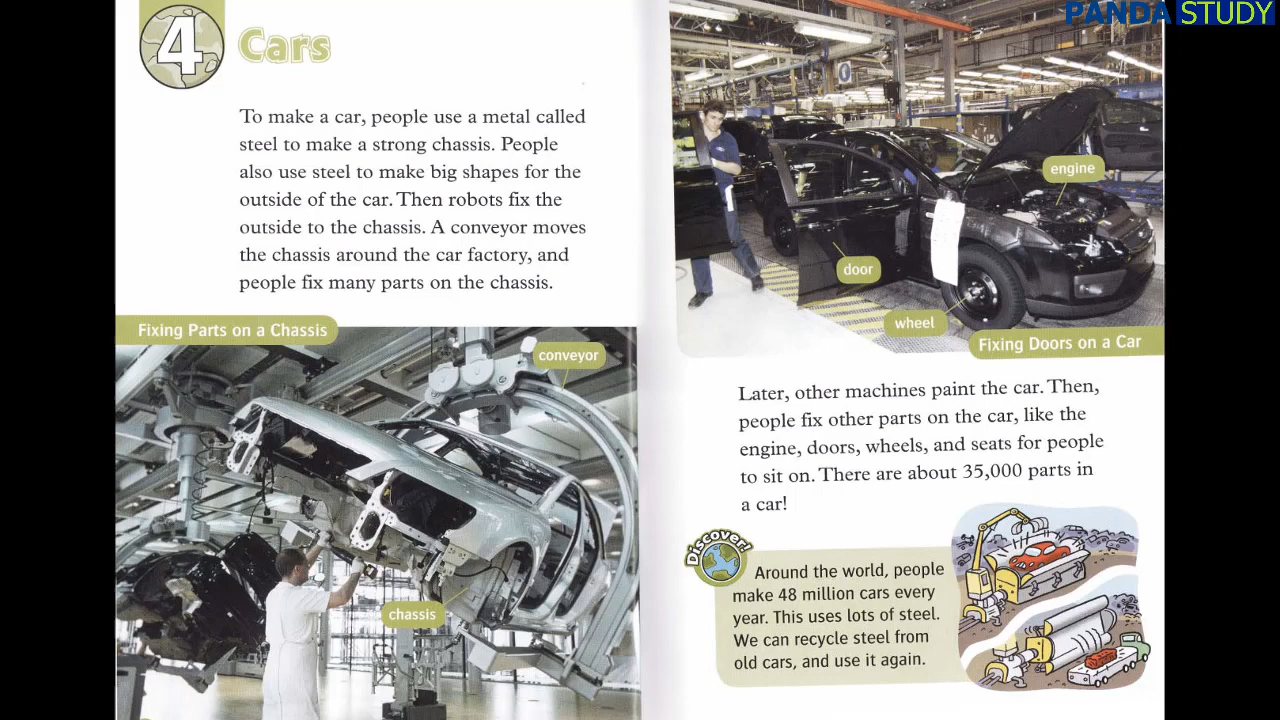 PANDA STUDY
4 Cars
To make a car, people use a metal called
steel to make a strong chassis. People
also use steel to make big shapes for the
outside of the car. Then robots fix the
outside to the chassis. A conveyor moves
the chassis around the car factory, and
people fix many parts on the chassis.
Fixing Parts on a Chassis
conveyor
chassis
engine
door
wheel
Fixing Doors on a Car
Later, other machines paint the car. Then,
people fix other parts on the car, like the
engine, doors, wheels, and seats for people
to sit on. There are about 35,000 parts in
a car!
Discover!
Around the world, people
make 48 million cars every
year. This uses lots of steel.
We can recycle steel from
old cars, and use it again.